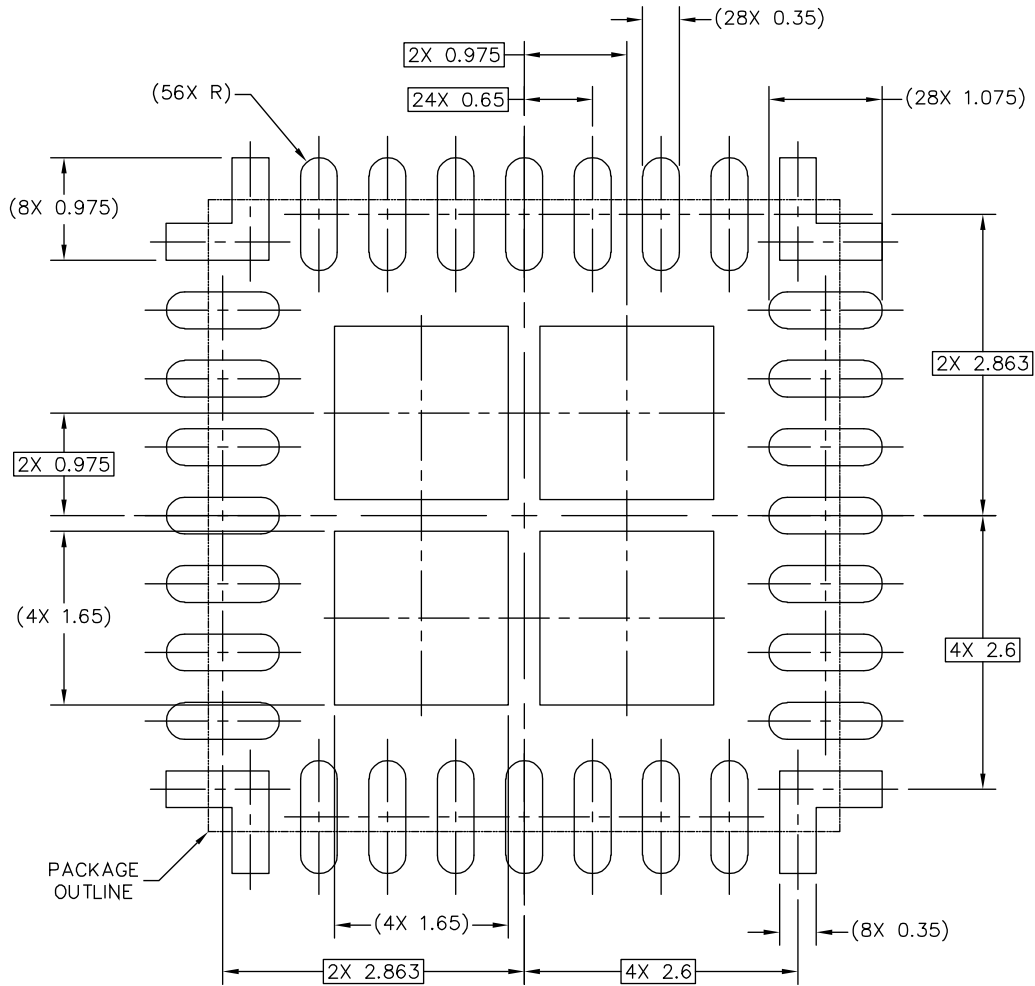 (28X 0.35)
2X 0.975
(56X R)
24X 0.65
(28X 1.075)
(8X 0.975)
2X 2.863
2X 0.975
(4X 1.65)
4X 2.6
PACKAGE
OUTLINE
(4X 1.65)
(8X 0.35)
2X 2.863
4X 2.6